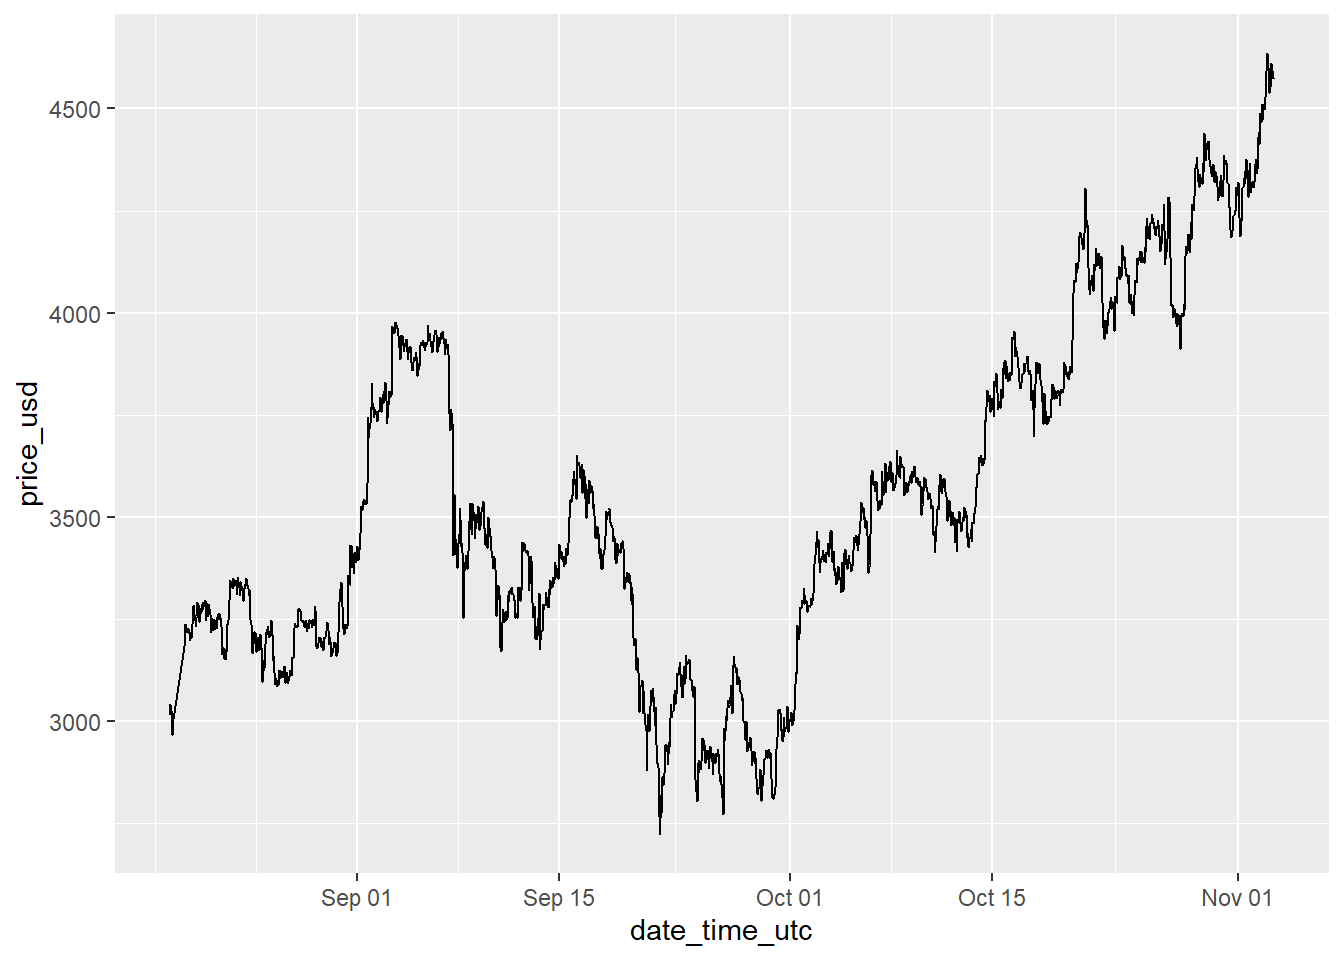 4500
4000
3500
3000
price_usd
Sep 01
Sep 15
Oct 01
Oct 15
Nov 01
date_time_utc